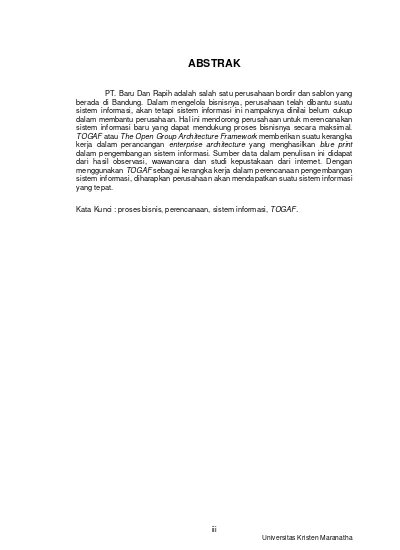 ABSTRAK
PT. Baru Dan Rapih adalah salah satu perusahaan bordir dan sablon yang
berada di Bandung. Dalam mengelola bisnisnya, perusahaan telah dibantu suatu
sistem informasi, akan tetapi sistem informasi ini nampaknya dinilai belum cukup
dalam membantu perusahaan. Hal ini mendorong perusahaan untuk merencanakan
sistem informasi baru yang dapat mendukung proses bisnisnya secara maksimal.
TOGAF atau The Open Group Architecture Framework memberikan suatu kerangka
kerja dalam perancangan enterprise architecture yang menghasilkan blue print
dalam pengembangan sistem informasi. Sumber data dalam penulisan ini didapat
dari hasil observasi, wawancara dan studi kepustakaan dari internet. Dengan
menggunakan TOGAF sebagai kerangka kerja dalam perencanaan pengembangan
sistem informasi, diharapkan perusahaan akan mendapatkan suatu sistem informasi
yang tepat.
Kata Kunci : proses bisnis, perencanaan, sistem informasi, TOGAF.
iii
Universitas Kristen Maranatha